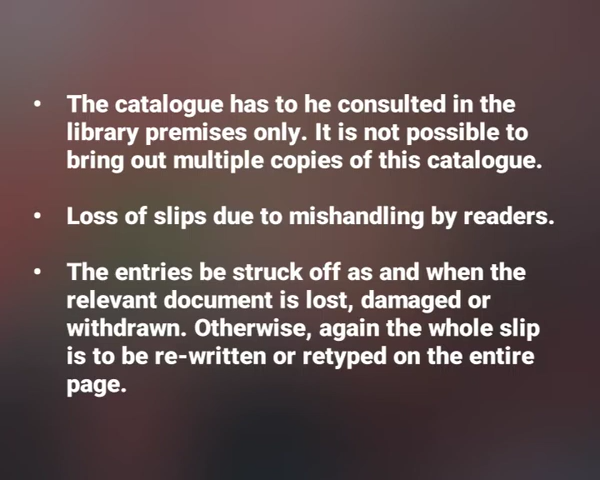 • The catalogue has to he consulted in the
library premises only. It is not possible to
bring out multiple copies of this catalogue.
• Loss of slips due to mishandling by readers.
• The entries be struck off as and when the
relevant document is lost, damaged or
withdrawn. Otherwise, again the whole slip
is to be re-written or retyped on the entire
page.